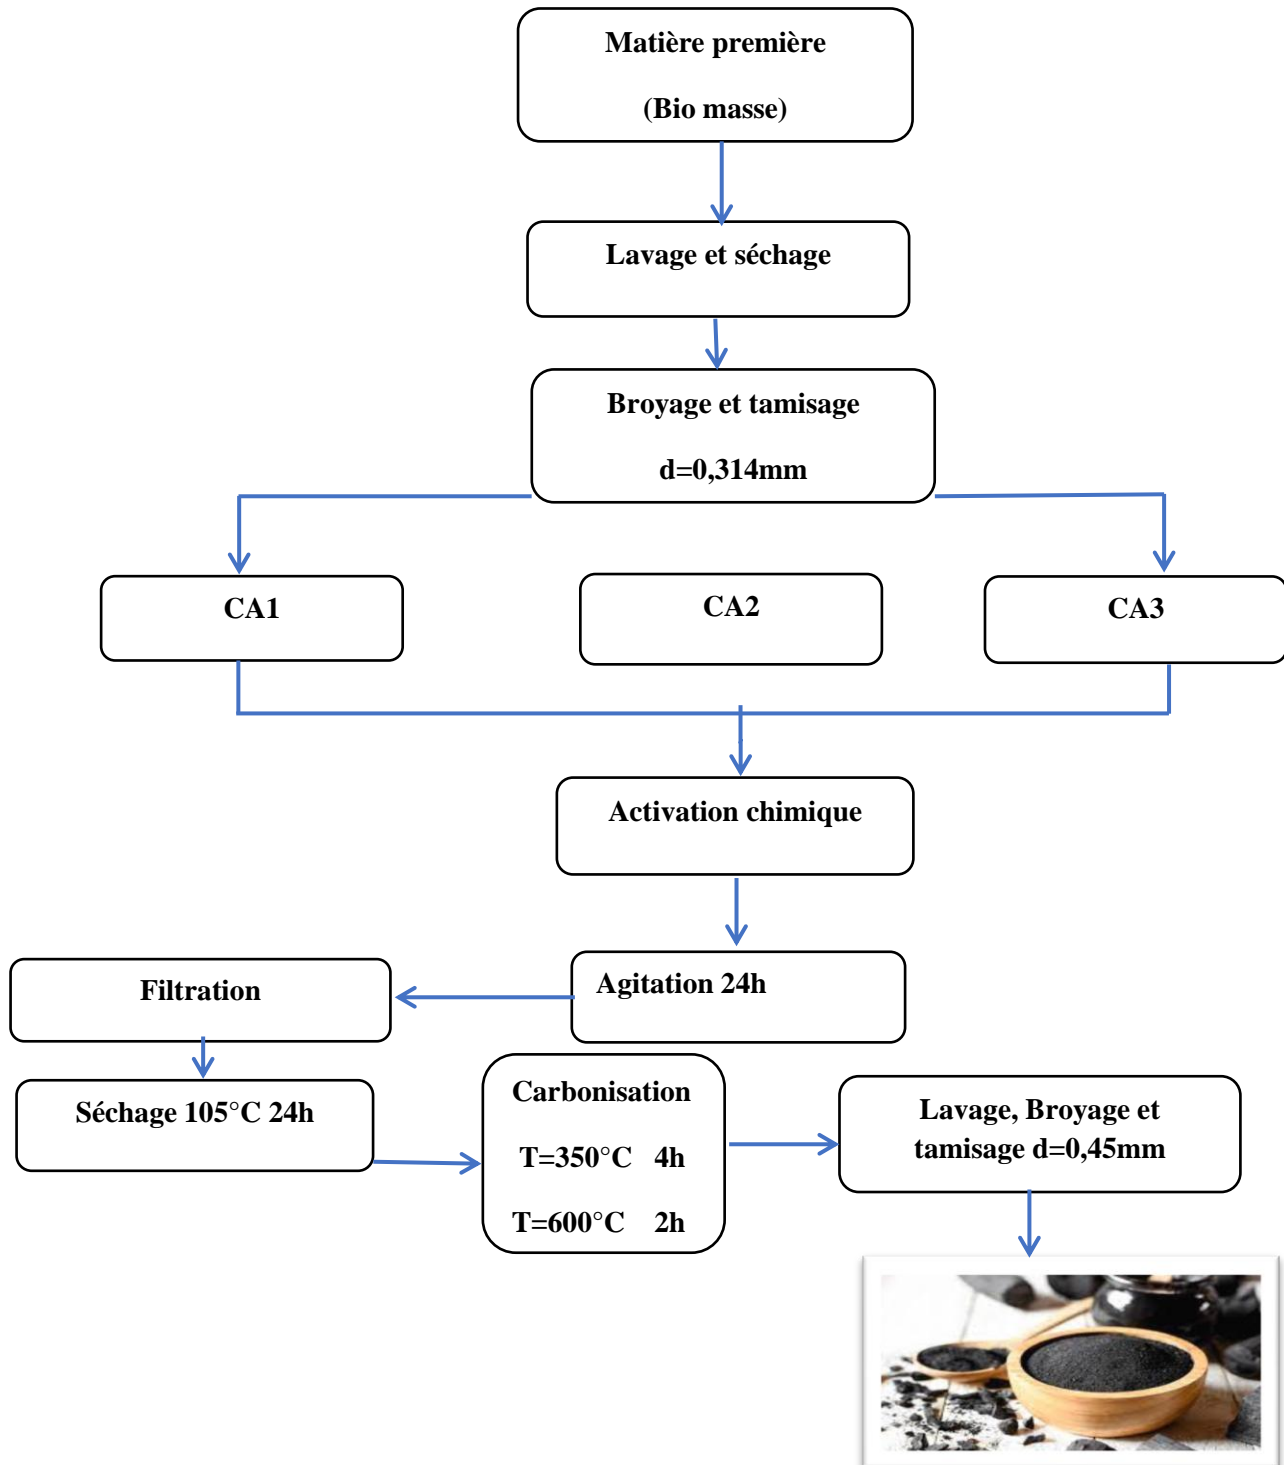 Matière première
(Bio masse)
Lavage et séchage
Broyage et tamisage
d=0,314mm
CA1
CA2
CA3
Activation chimique
Agitation 24h
Filtration
Séchage 105°C 24h
Carbonisation
T=350°C 4h
T=600°C 2h
Lavage, Broyage et
tamisage d=0,45mm